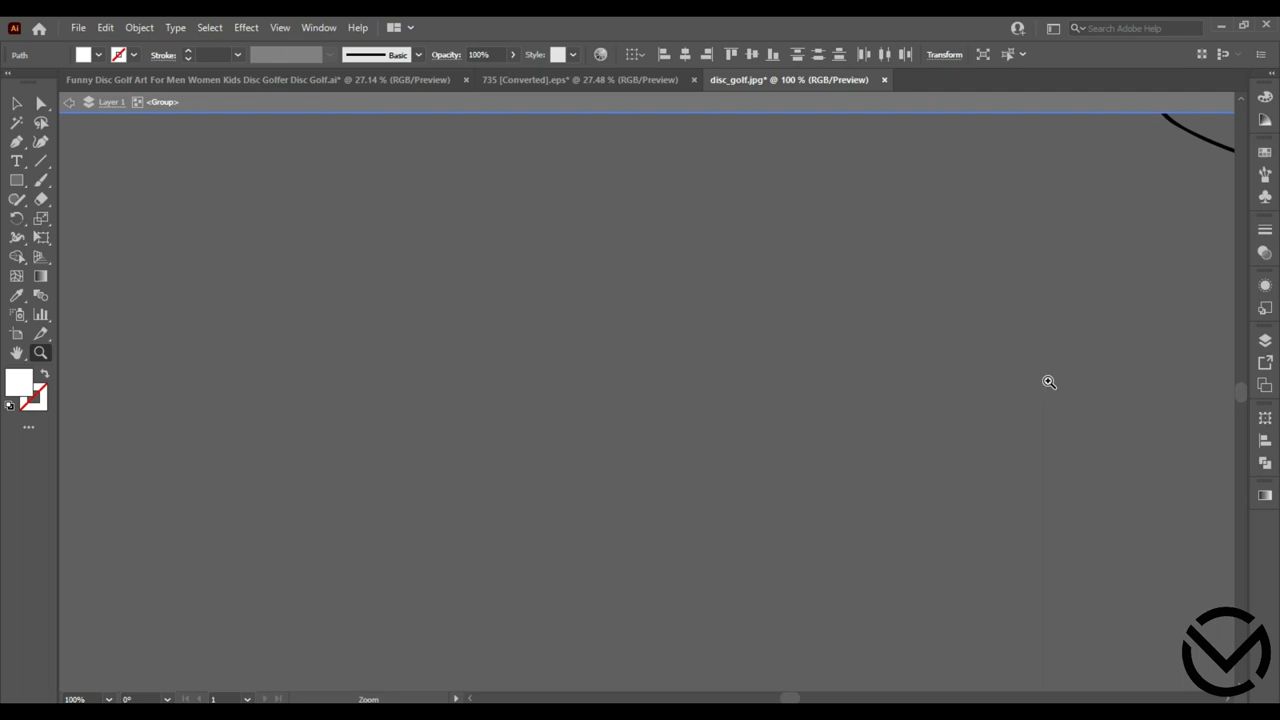 Ai File Edit Object Type Select Effect View Window Help Search Adobe Help
Path Stroke: Basic Opacity: 100% Style: Transform
Funny Disc Golf Art For Men Women Kids Disc Golfer Disc Golf.ai* @ 27.14 % (RGB/Preview) × 735 [Converted].eps* @ 27.48 % (RGB/Preview) × disc_golf.jpg* @ 100 % (RGB/Preview) ×
Layer 1 <Group>
T
100% 0° 1 Zoom